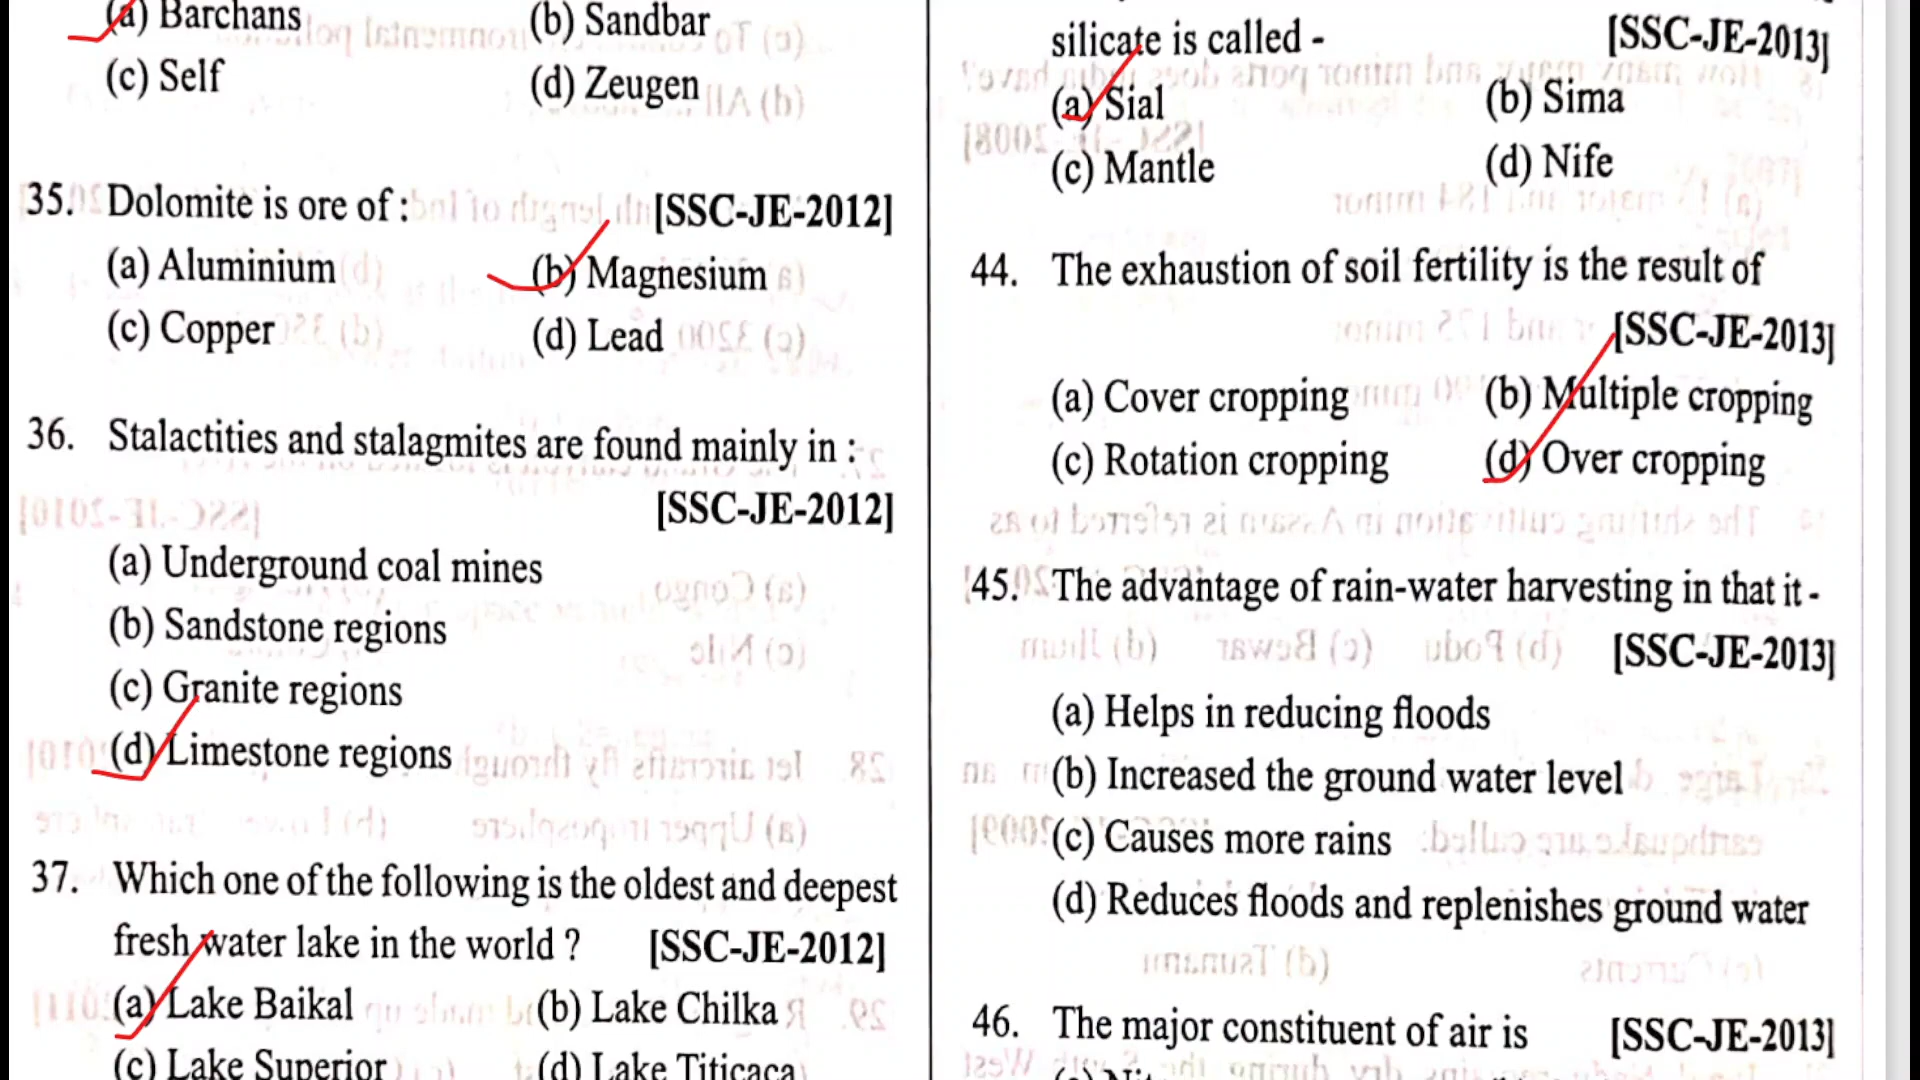 (a) Barchans (b) Sandbar
(c) Self (d) Zeugen
35. Dolomite is ore of : [SSC-JE-2012]
(a) Aluminium (b) Magnesium
(c) Copper (d) Lead
36. Stalactities and stalagmites are found mainly in :
[SSC-JE-2012]
(a) Underground coal mines
(b) Sandstone regions
(c) Granite regions
(d) Limestone regions
37. Which one of the following is the oldest and deepest
fresh water lake in the world ? [SSC-JE-2012]
(a) Lake Baikal (b) Lake Chilka
(c) Lake Superior (d) Lake Titicaca
silicate is called - [SSC-JE-2013]
(a) Sial (b) Sima
(c) Mantle (d) Nife
44. The exhaustion of soil fertility is the result of
[SSC-JE-2013]
(a) Cover cropping (b) Multiple cropping
(c) Rotation cropping (d) Over cropping
45. The advantage of rain-water harvesting in that it -
[SSC-JE-2013]
(a) Helps in reducing floods
(b) Increased the ground water level
(c) Causes more rains
(d) Reduces floods and replenishes ground water
46. The major constituent of air is [SSC-JE-2013]